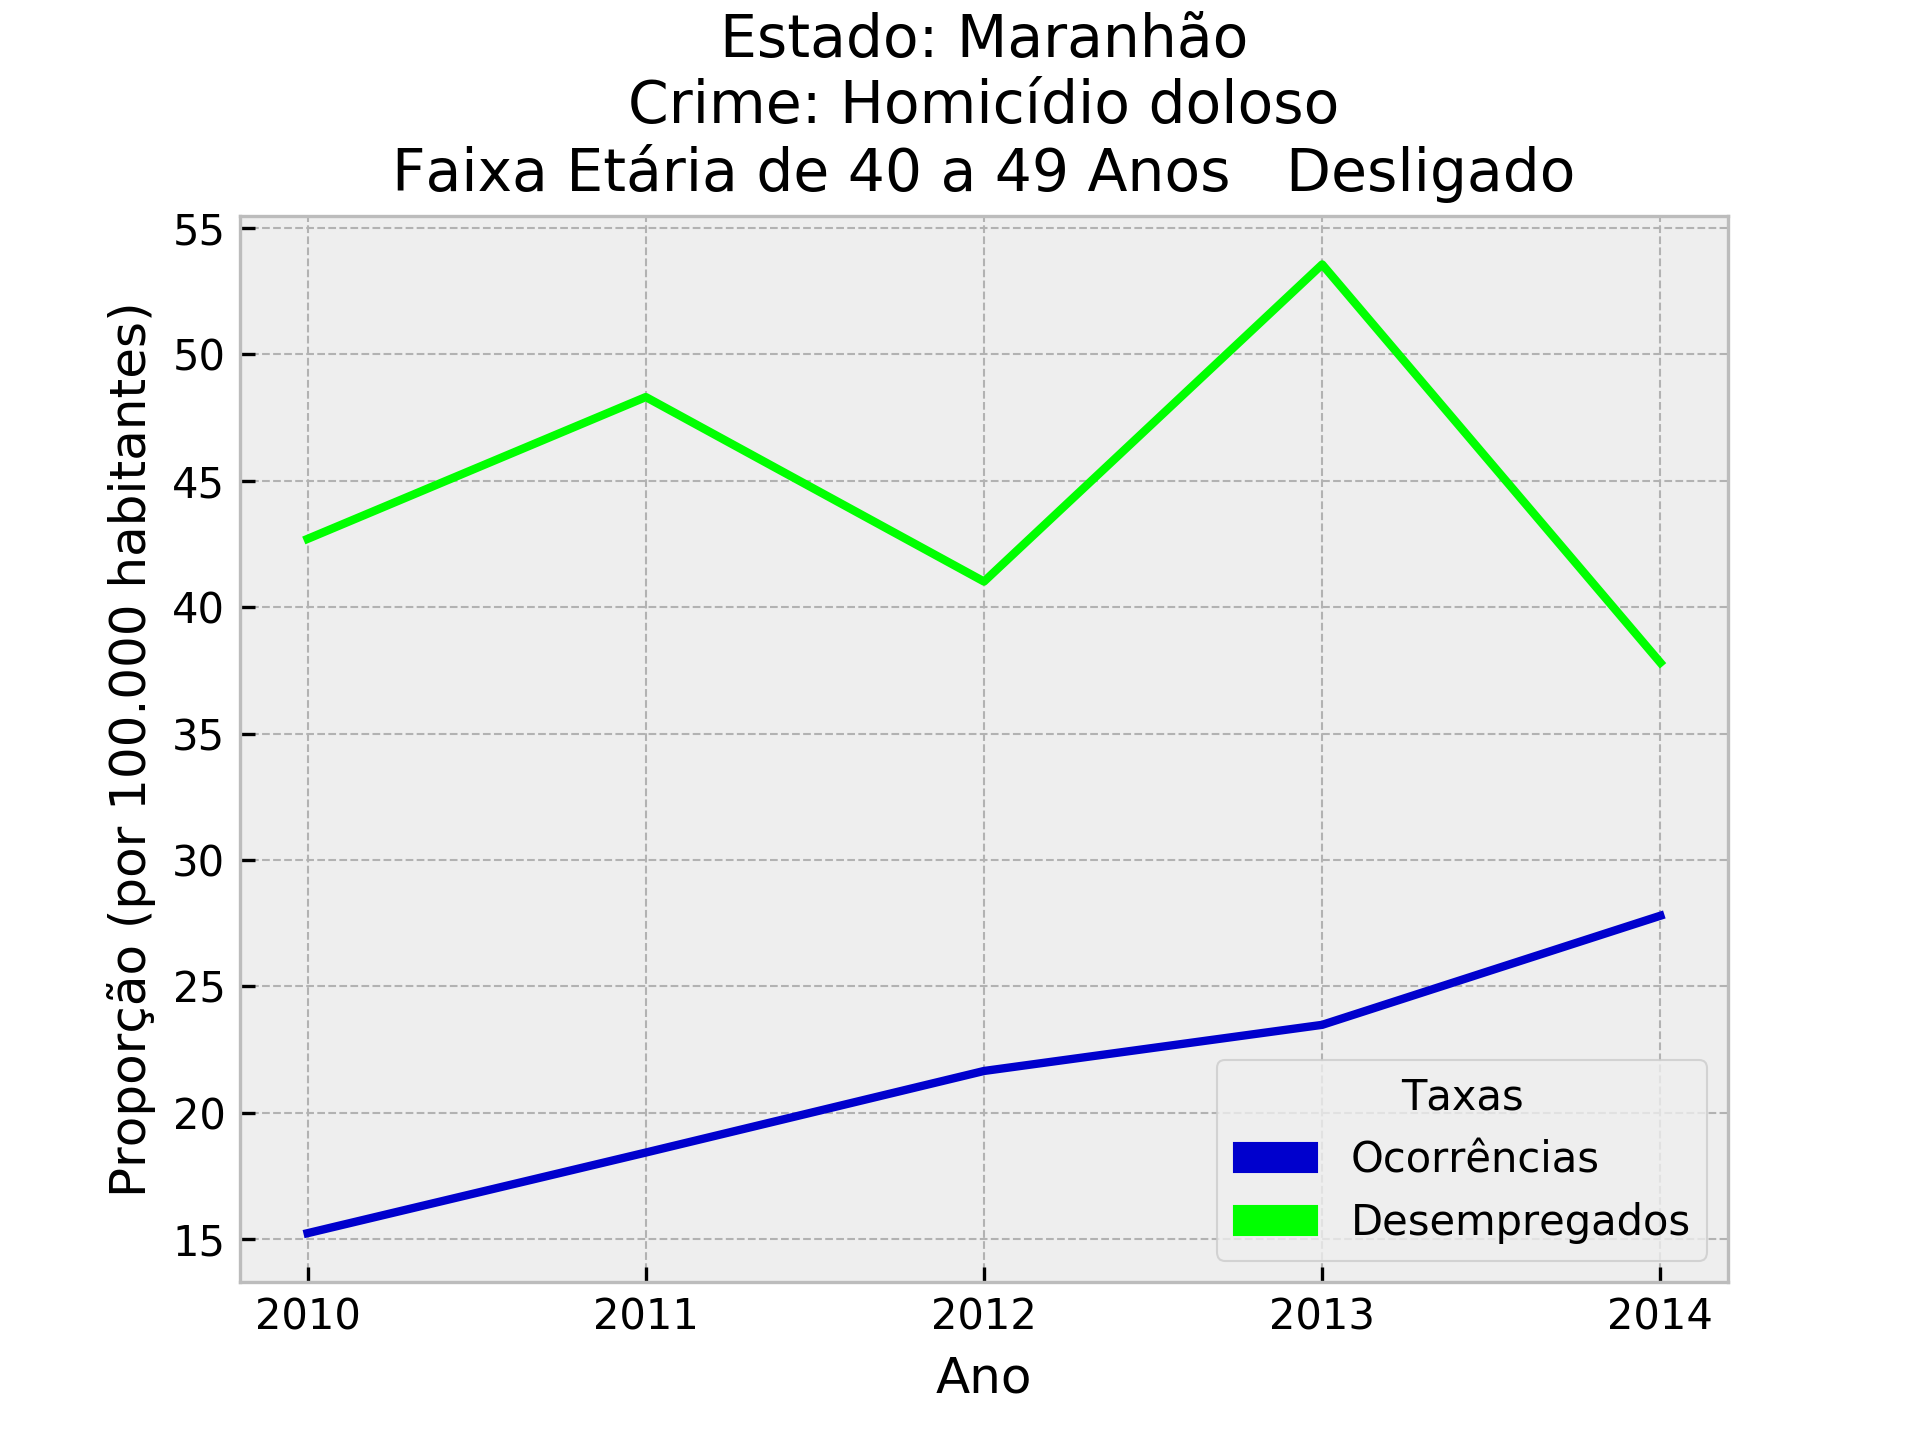 Estado: Maranhão
Crime: Homicídio doloso
Faixa Etária de 40 a 49 Anos   Desligado
Proporção (por 100.000 habitantes)
55
50
45
40
35
30
25
20
15
Taxas
Ocorrências
Desempregados
2010 2011 2012 2013 2014
Ano